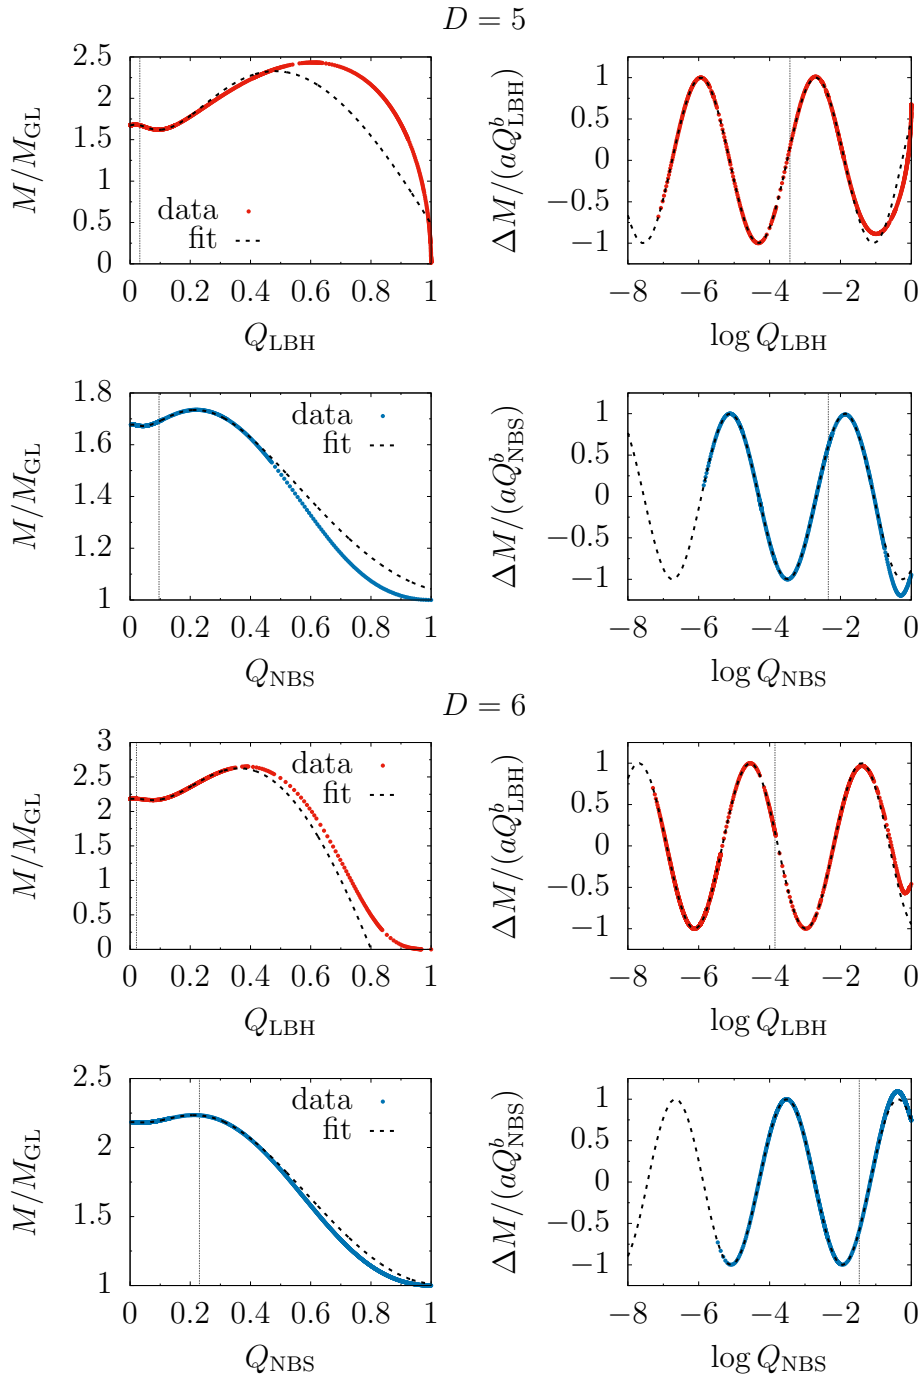 D = 5
M/M_GL
2.5
2
1.5
1
0.5
0
data
fit
0 0.2 0.4 0.6 0.8 1
Q_LBH
ΔM/(aQ^b_LBH)
1
0.5
0
−0.5
−1
−8 −6 −4 −2 0
log Q_LBH
M/M_GL
1.8
1.6
1.4
1.2
1
data
fit
0 0.2 0.4 0.6 0.8 1
Q_NBS
ΔM/(aQ^b_NBS)
1
0.5
0
−0.5
−1
−8 −6 −4 −2 0
log Q_NBS
D = 6
M/M_GL
3
2.5
2
1.5
1
0.5
0
data
fit
0 0.2 0.4 0.6 0.8 1
Q_LBH
ΔM/(aQ^b_LBH)
1
0.5
0
−0.5
−1
−8 −6 −4 −2 0
log Q_LBH
M/M_GL
2.5
2
1.5
1
data
fit
0 0.2 0.4 0.6 0.8 1
Q_NBS
ΔM/(aQ^b_NBS)
1
0.5
0
−0.5
−1
−8 −6 −4 −2 0
log Q_NBS